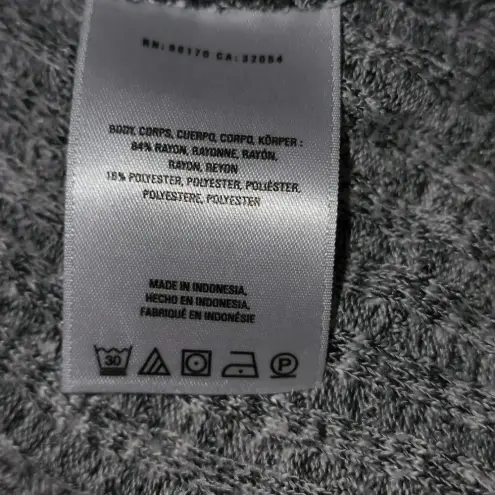 RN: 66170 CA: 32054
BODY, CORPS, CUERPO, CORPO, KÖRPER :
84% RAYON, RAYONNE, RAYÓN,
RAYON, REYON
16% POLYESTER, POLYESTER, POLIÉSTER,
POLYESTERE, POLYESTER
MADE IN INDONESIA,
HECHO EN INDONESIA,
FABRIQUÉ EN INDONÉSIE
30 P